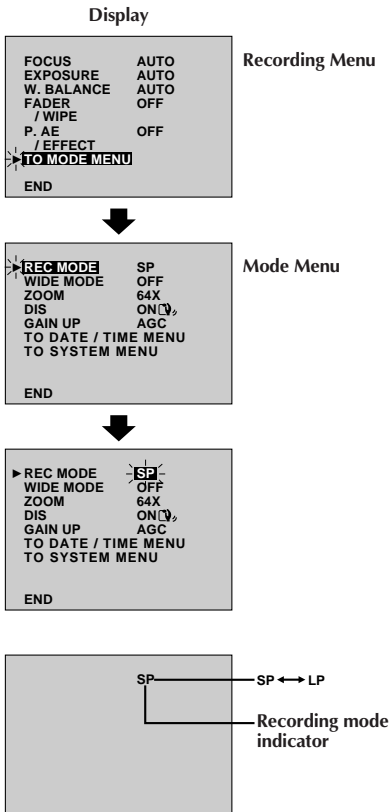 Display
FOCUS AUTO
EXPOSURE AUTO
W. BALANCE AUTO
FADER OFF
/ WIPE
P. AE OFF
/ EFFECT
►TO MODE MENU
END
Recording Menu
►REC MODE SP
WIDE MODE OFF
ZOOM 64X
DIS ON
GAIN UP AGC
TO DATE / TIME MENU
TO SYSTEM MENU
END
Mode Menu
►REC MODE SP
WIDE MODE OFF
ZOOM 64X
DIS ON
GAIN UP AGC
TO DATE / TIME MENU
TO SYSTEM MENU
END
SP
SP ↔ LP
Recording mode
indicator